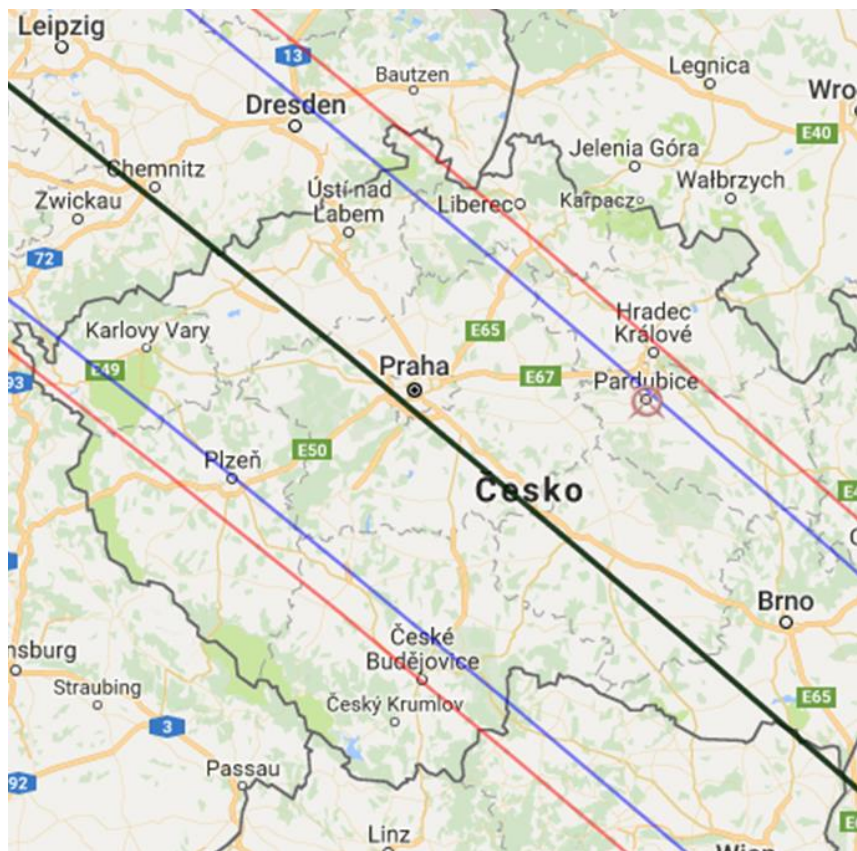 Leipzig
13
Bautzen
Legnica
Dresden
Wro
E40
Jelenia Góra
Chemnitz
Ústí nad
Labem
Wałbrzych
Zwickau
Liberec
Karpacz
72
Hradec
Králové
Karlovy Vary
E65
Praha
E49
E67
Pardubice
93
Plzeň
E50
Česko
E4
Brno
České
Budějovice
nsburg
Straubing
Český Krumlov
E65
3
Passau
92
Linz
Wien